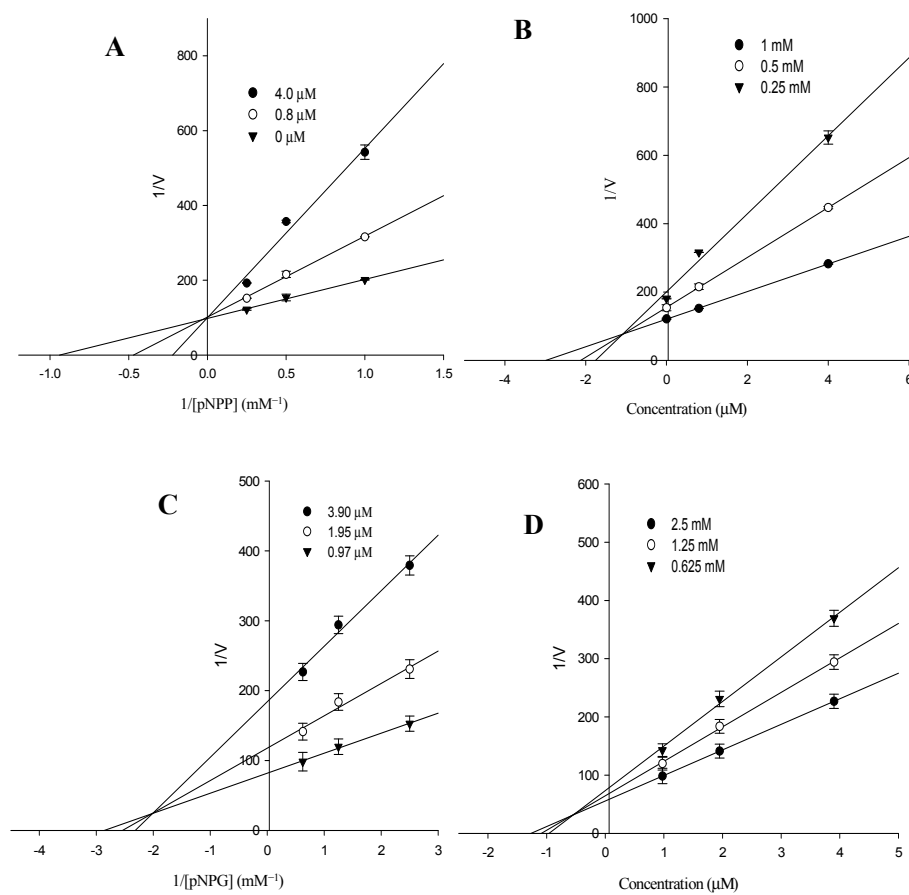 A
800
600
400
200
0
1/V
4.0 µM
0.8 µM
0 µM
-1.0 -0.5 0.0 0.5 1.0 1.5
1/[pNPP] (mM⁻¹)
B
1000
800
600
400
200
0
1/V
1 mM
0.5 mM
0.25 mM
-4 -2 0 2 4 6
Concentration (µM)
C
500
400
300
200
100
0
1/V
3.90 µM
1.95 µM
0.97 µM
-4 -3 -2 -1 0 1 2 3
1/[pNPG] (mM⁻¹)
D
600
500
400
300
200
100
0
1/V
2.5 mM
1.25 mM
0.625 mM
-2 -1 0 1 2 3 4 5
Concentration (µM)